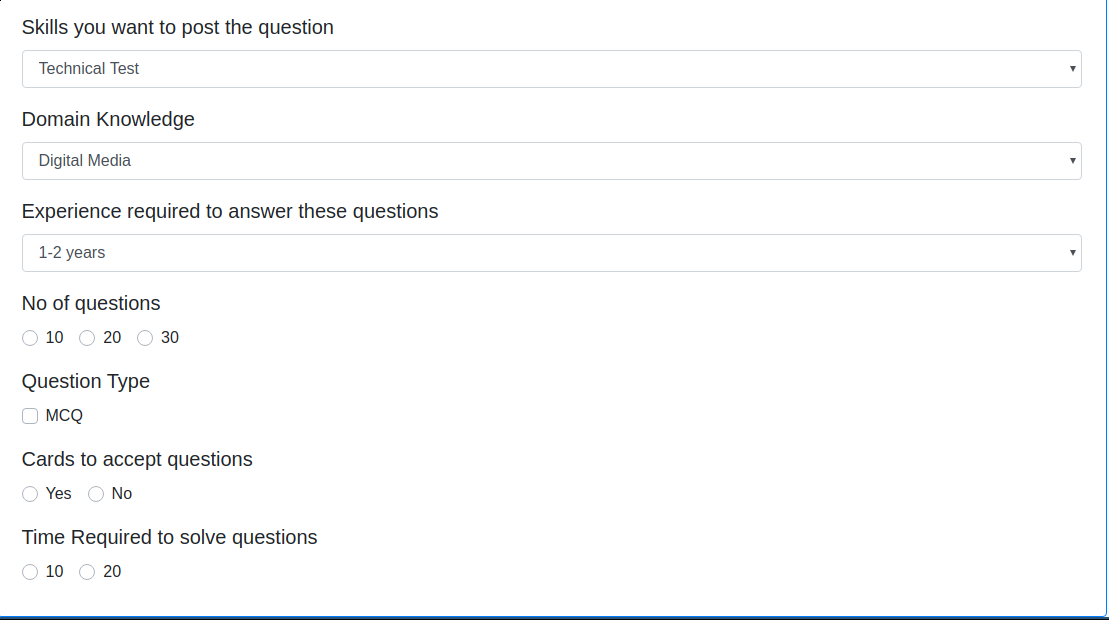 Skills you want to post the question
Technical Test
Domain Knowledge
Digital Media
Experience required to answer these questions
1-2 years
No of questions
10 20 30
Question Type
MCQ
Cards to accept questions
Yes No
Time Required to solve questions
10 20